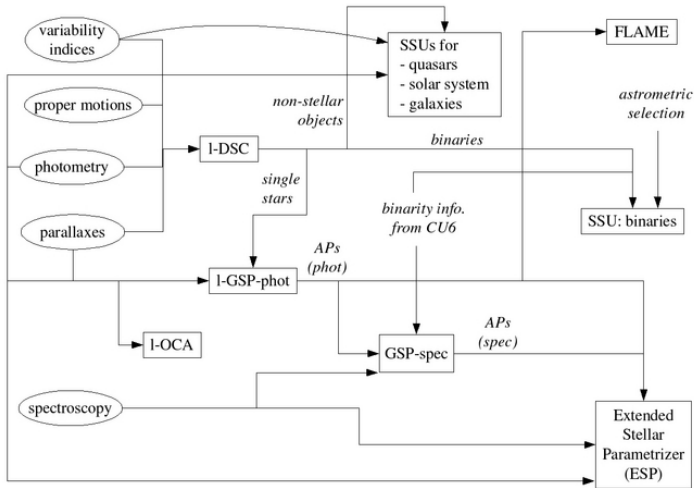 variability
indices
SSUs for
- quasars
- solar system
- galaxies
FLAME
proper motions
non-stellar
objects
astrometric
selection
photometry
l-DSC
binaries
single
stars
binarity info.
from CU6
SSU: binaries
parallaxes
APs
(phot)
l-GSP-phot
APs
(spec)
l-OCA
GSP-spec
spectroscopy
Extended
Stellar
Parametrizer
(ESP)